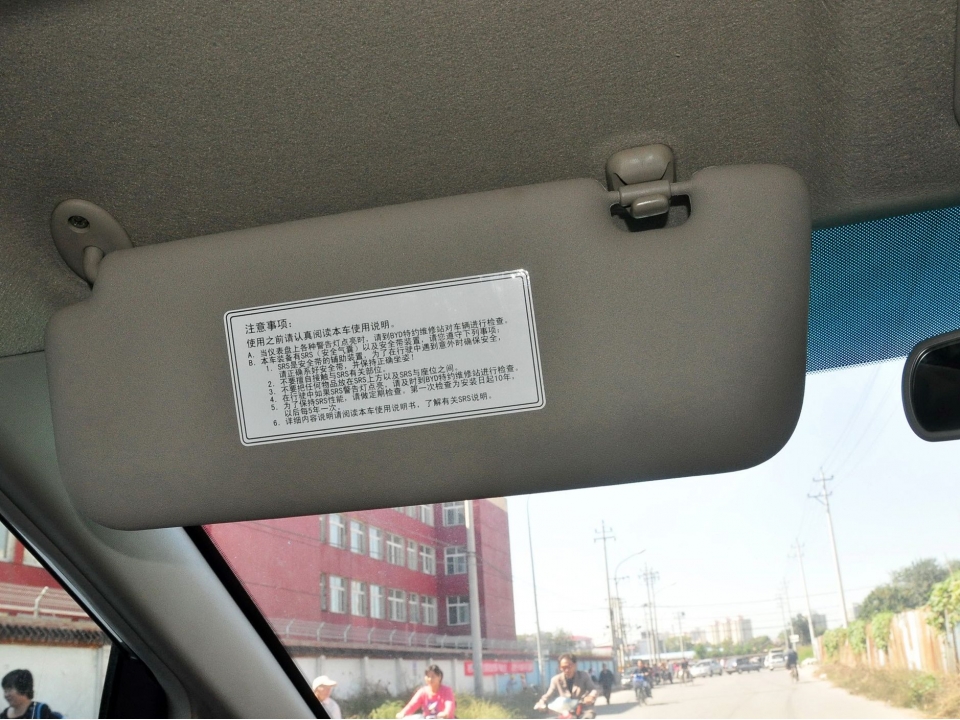 注意事项：
使用之前请认真阅读本车使用说明。
A. 当仪表盘上各种警告灯点亮时，请到BYD特约维修站对车辆进行检查。
B. 本车装备有SRS（安全气囊）以及安全带装置，请您遵守下列事项：
1. SRS是安全带的辅助装置，为了在行驶中遇到意外时确保安全，
请正确系好安全带，并保持正确坐姿！
2. 不要擅自接触与SRS有关部位。
3. 不要把任何物品放在SRS上方以及SRS与座位之间。
4. 在行驶中如果SRS警告灯点亮，请及时到BYD特约维修站进行检查。
5. 为了保持SRS性能，请做定期检查，第一次检查为安装日起10年，
以后每5年一次。
6. 详细内容说明请阅读本车使用说明书，了解有关SRS说明。